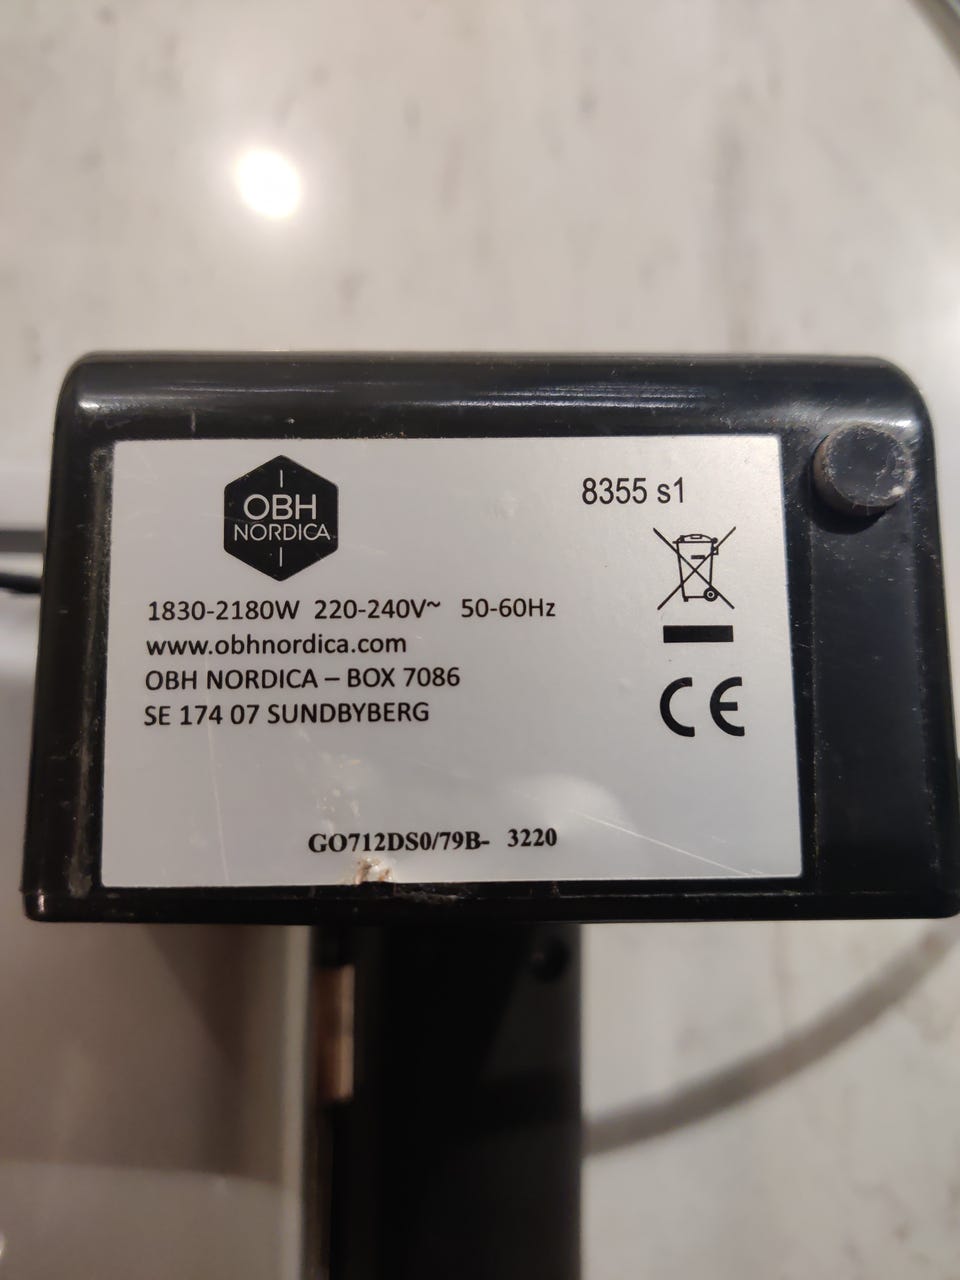 OBH
NORDICA
8355 s1
1830-2180W 220-240V~ 50-60Hz
www.obhnordica.com
OBH NORDICA – BOX 7086
SE 174 07 SUNDBYBERG
CE
GO712DS0/79B- 3220